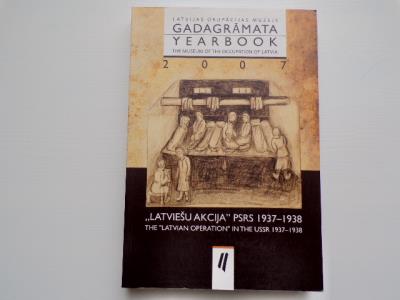 LATVIJAS OKUPĀCIJAS MUZEJS
GADAGRĀMATA
YEARBOOK
THE MUSEUM OF THE OCCUPATION OF LATVIA
2007
„LATVIEŠU AKCIJA” PSRS 1937–1938
THE "LATVIAN OPERATION" IN THE USSR 1937–1938